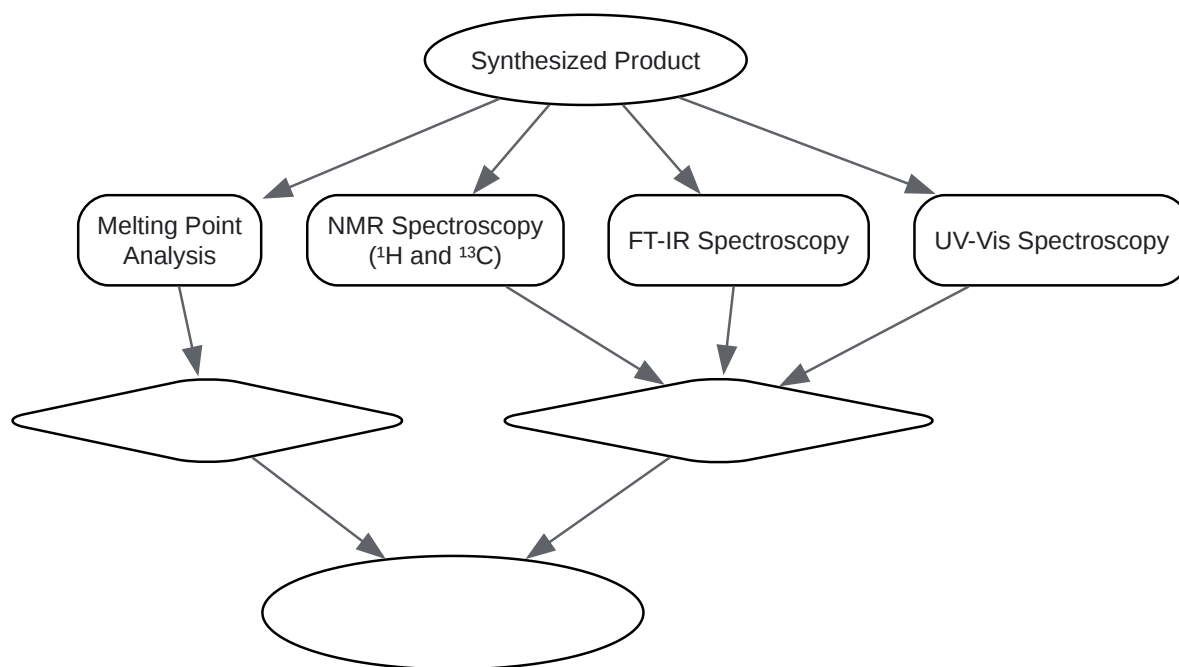 Synthesized Product
Melting Point
Analysis
NMR Spectroscopy
(¹H and ¹³C)
FT-IR Spectroscopy
UV-Vis Spectroscopy